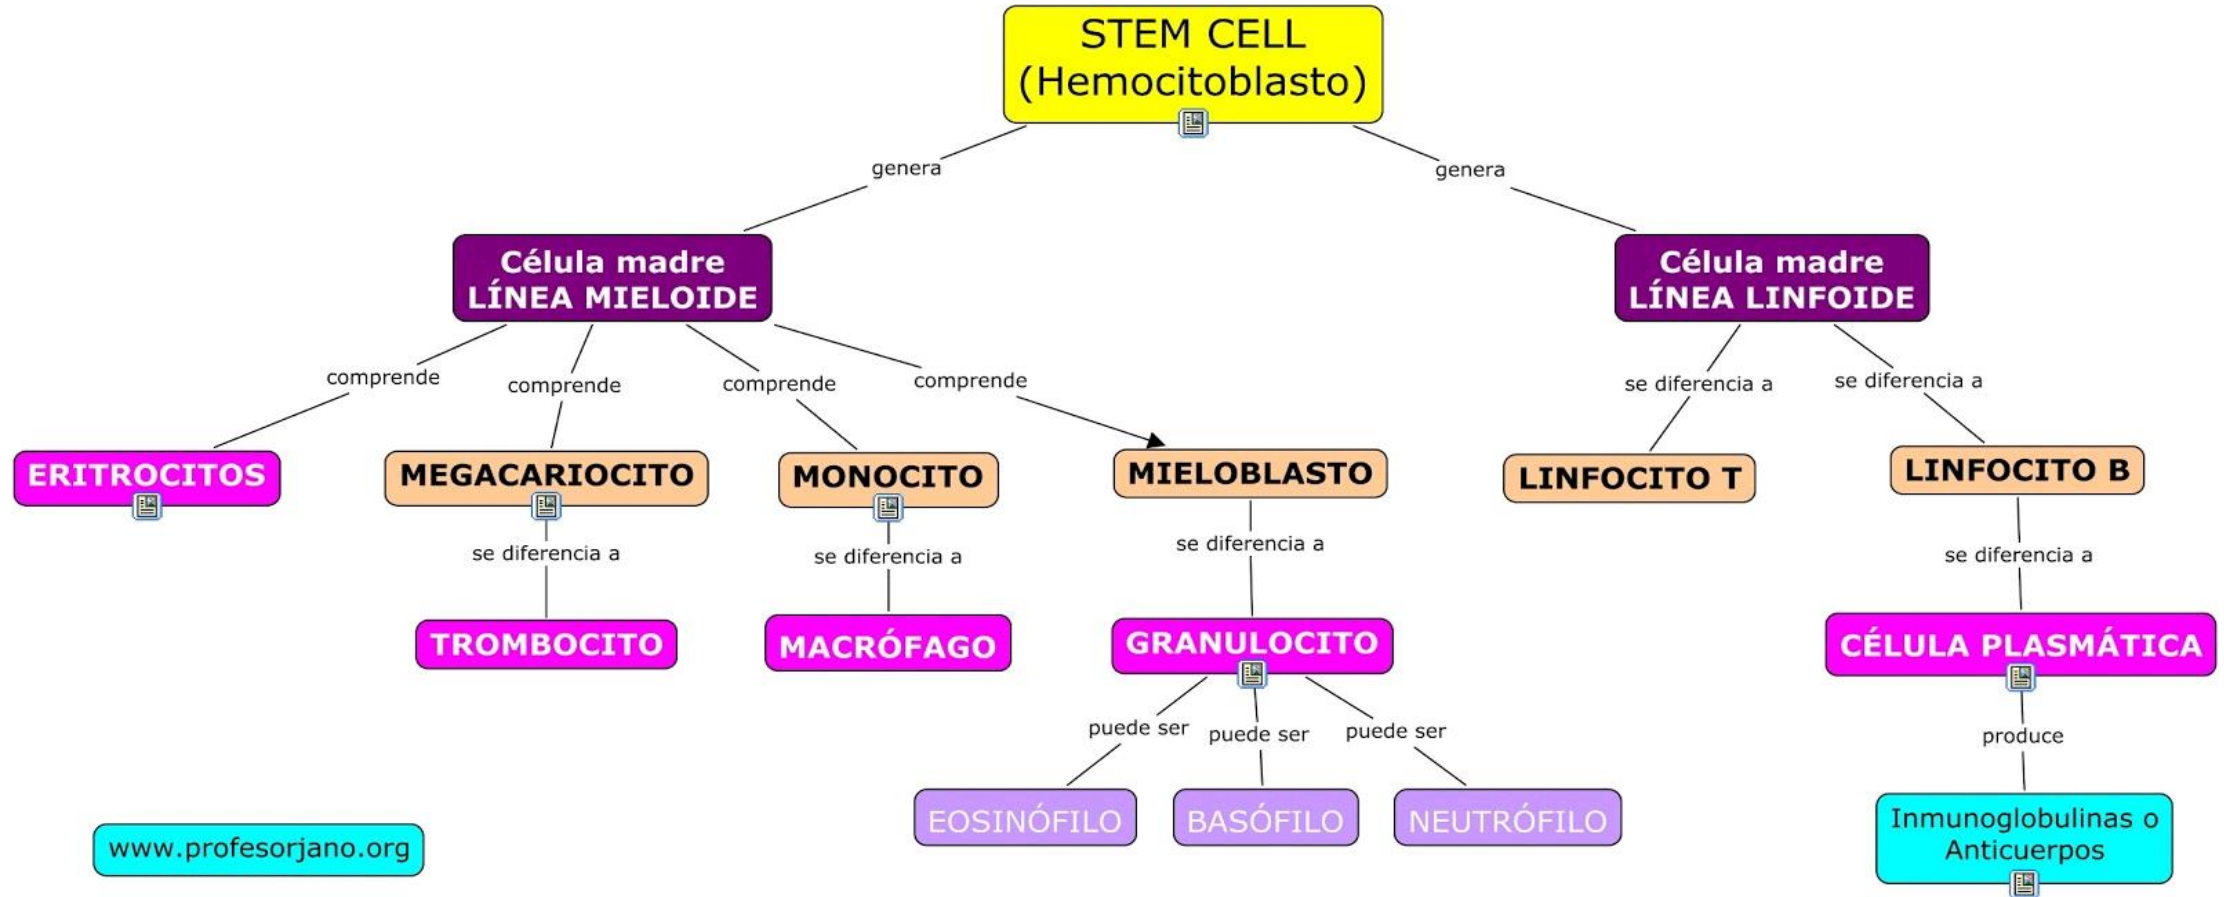 STEM CELL
(Hemocitoblasto)
genera
genera
Célula madre
LÍNEA MIELOIDE
Célula madre
LÍNEA LINFOIDE
comprende
comprende
comprende
comprende
se diferencia a
se diferencia a
ERITROCITOS
MEGACARIOCITO
MONOCITO
MIELOBLASTO
LINFOCITO T
LINFOCITO B
se diferencia a
se diferencia a
se diferencia a
se diferencia a
TROMBOCITO
MACRÓFAGO
GRANULOCITO
CÉLULA PLASMÁTICA
puede ser
puede ser
puede ser
produce
EOSINÓFILO
BASÓFILO
NEUTRÓFILO
Inmunoglobulinas o
Anticuerpos
www.profesorjano.org